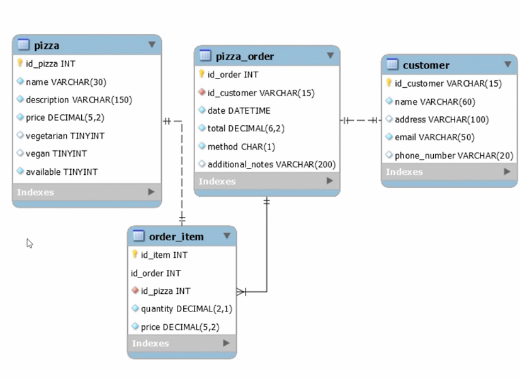 pizza
id_pizza INT
name VARCHAR(30)
description VARCHAR(150)
price DECIMAL(5,2)
vegetarian TINYINT
vegan TINYINT
available TINYINT
Indexes
pizza_order
id_order INT
id_customer VARCHAR(15)
date DATETIME
total DECIMAL(6,2)
method CHAR(1)
additional_notes VARCHAR(200)
Indexes
customer
id_customer VARCHAR(15)
name VARCHAR(60)
address VARCHAR(100)
email VARCHAR(50)
phone_number VARCHAR(20)
Indexes
order_item
id_item INT
id_order INT
id_pizza INT
quantity DECIMAL(2,1)
price DECIMAL(5,2)
Indexes